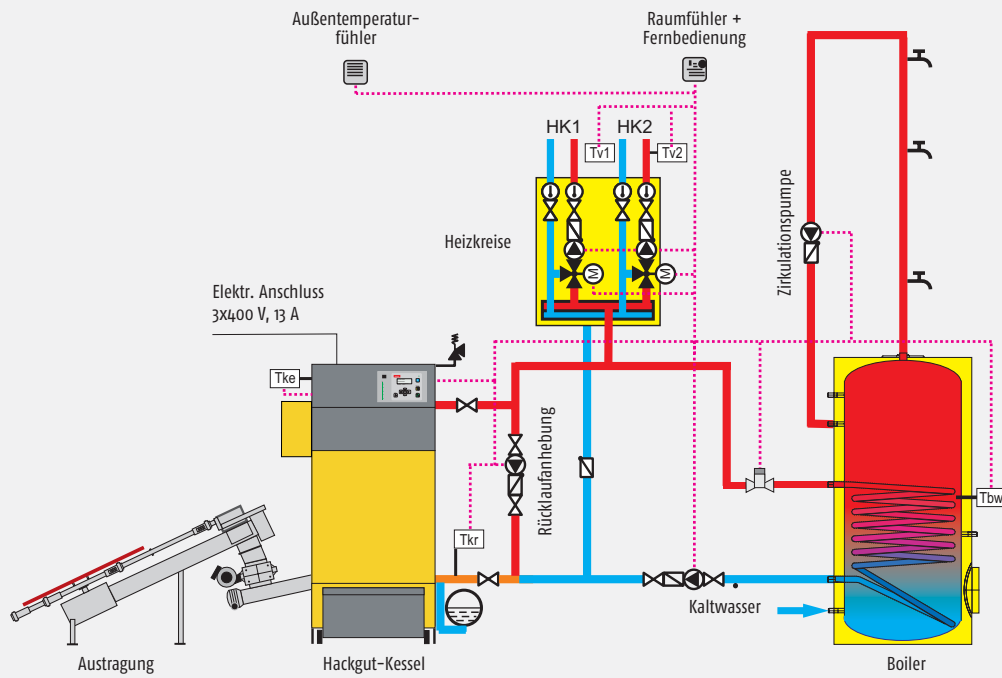 Außentemperatur-
fühler
Raumfühler +
Fernbedienung
HK1
HK2
Tv1
Tv2
Heizkreise
M
M
Zirkulationspumpe
Elektr. Anschluss
3x400 V, 13 A
Tke
Rücklaufanhebung
Tkr
Tbw
Kaltwasser
Austragung
Hackgut-Kessel
Boiler